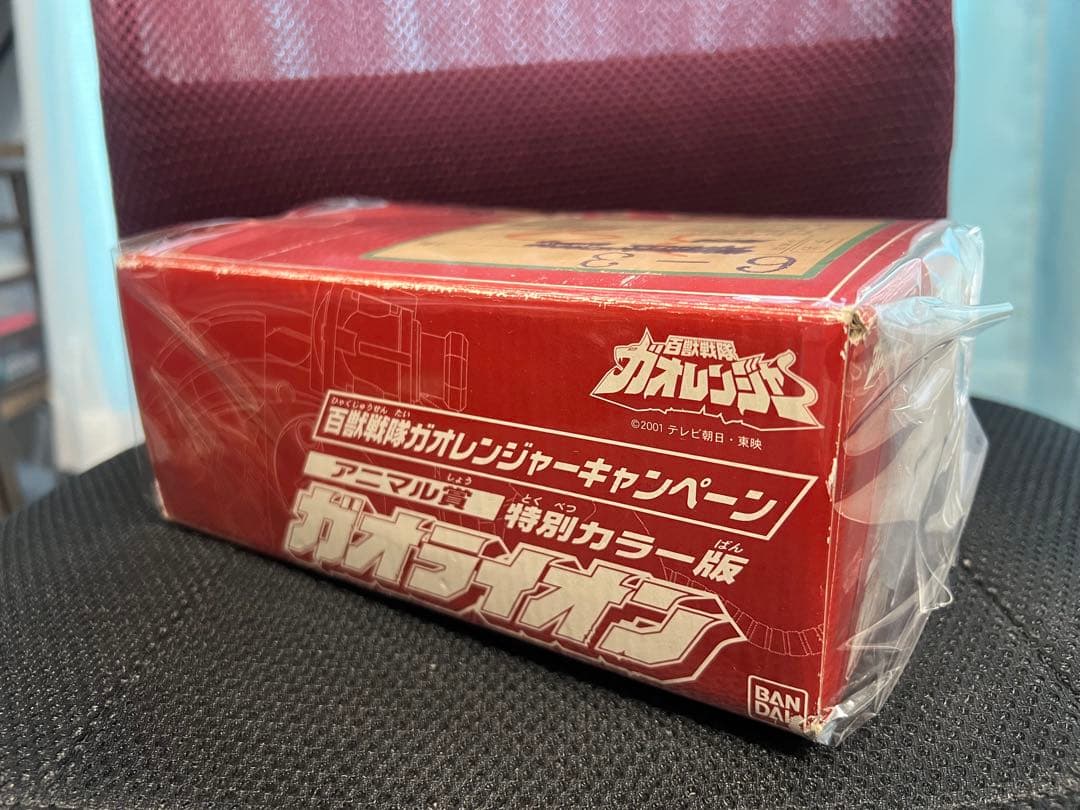 百獣戦隊
ガオレンジャー
©2001 テレビ朝日・東映
ひゃくじゅうせん たい
百獣戦隊ガオレンジャーキャンペーン
しょう
アニマル賞
とく べつ ばん
特別カラー版
ガオライオン
BAN
DAI